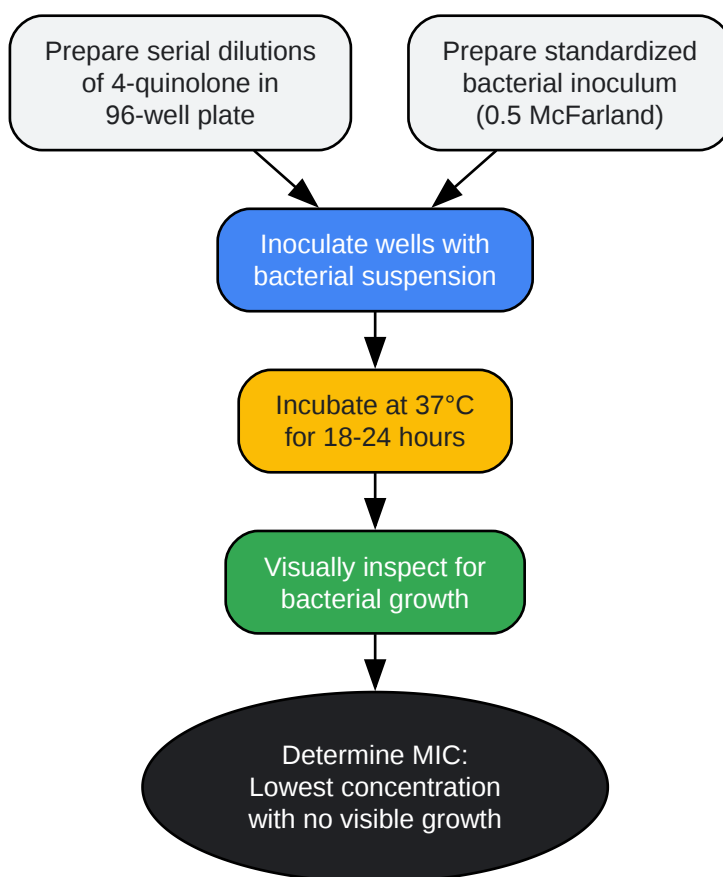 Prepare serial dilutions
of 4-quinolone in
96-well plate
Prepare standardized
bacterial inoculum
(0.5 McFarland)
Inoculate wells with
bacterial suspension
Incubate at 37°C
for 18-24 hours
Visually inspect for
bacterial growth
Determine MIC:
Lowest concentration
with no visible growth